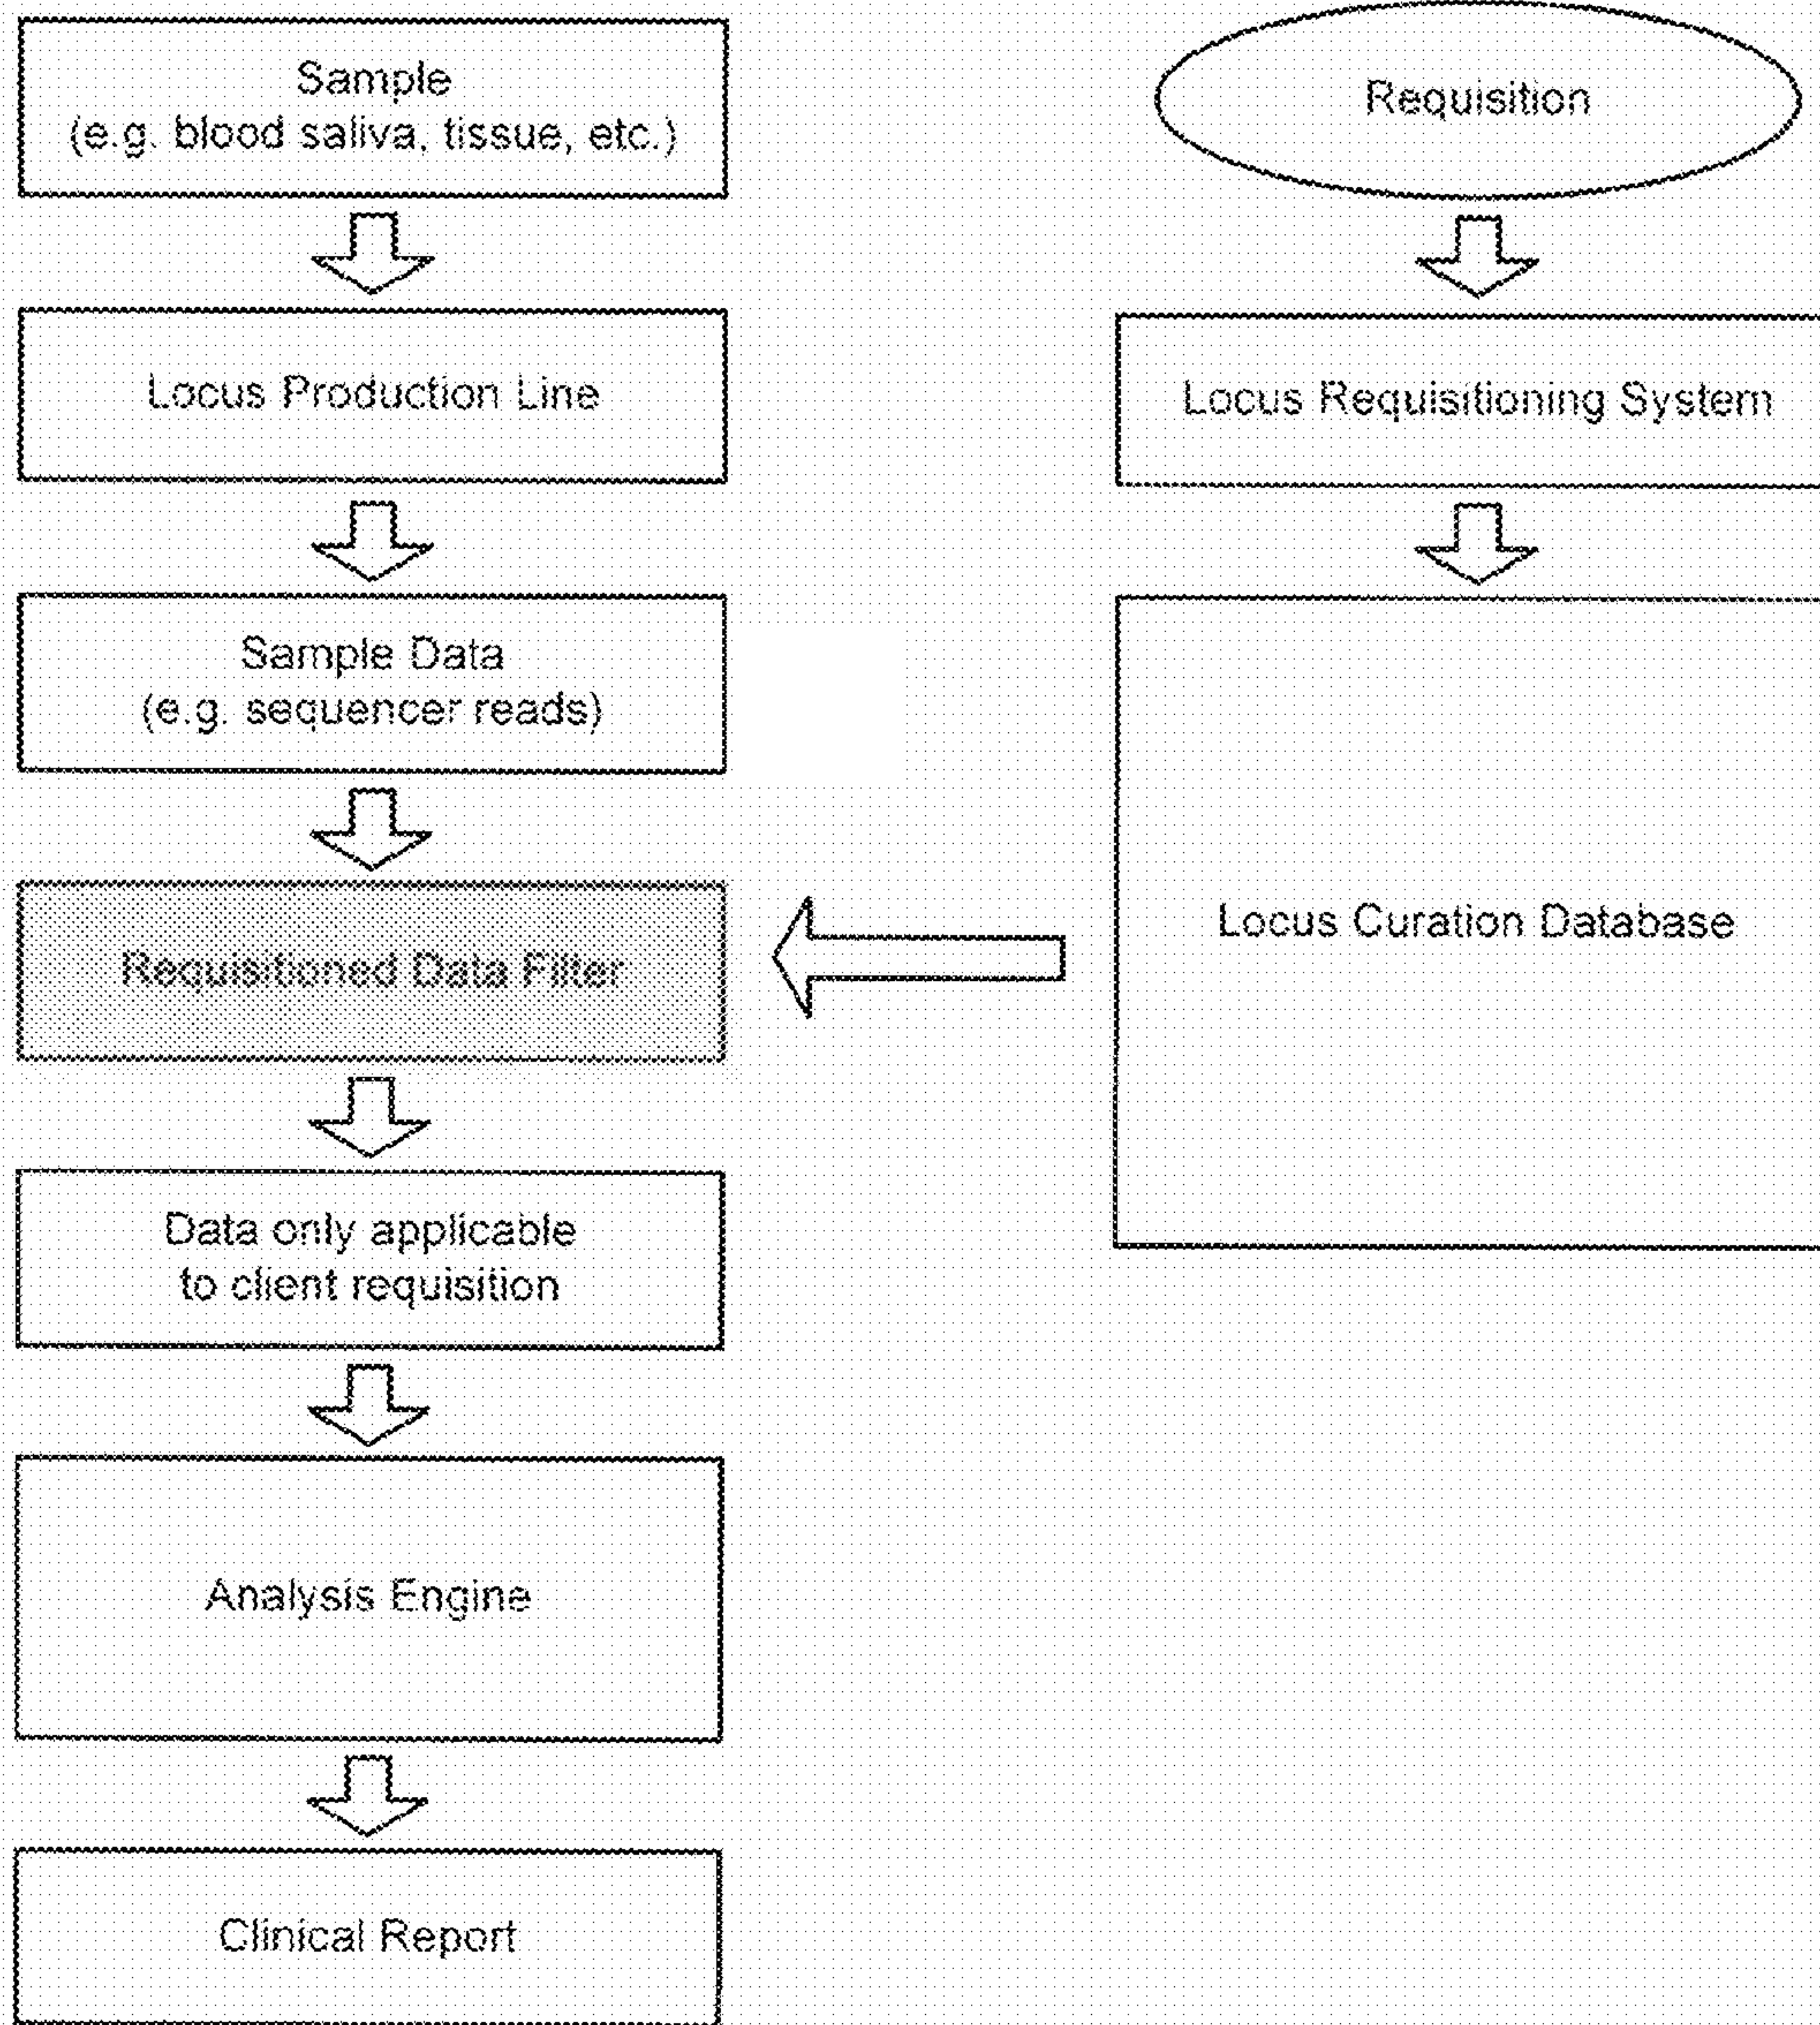 Sample
(e.g. blood saliva, tissue, etc.)
Locus Production Line
Sample Data
(e.g. sequencer reads)
Requisitioned Data Filter
Data only applicable
to client requisition
Analysis Engine
Clinical Report
Requisition
Locus Requisitioning System
Locus Curation Database